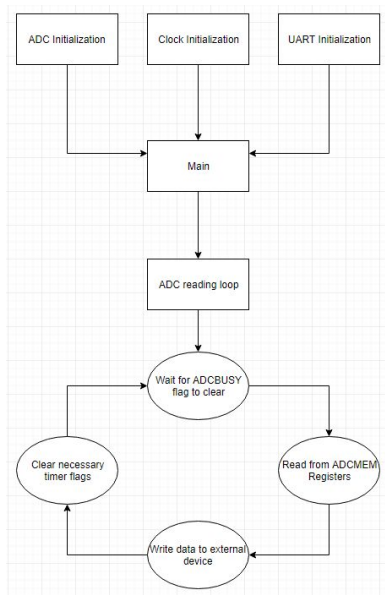 ADC Initialization
Clock Initialization
UART Initialization
Main
ADC reading loop
Wait for ADCBUSY
flag to clear
Clear necessary
timer flags
Read from ADCMEM
Registers
Write data to external
device